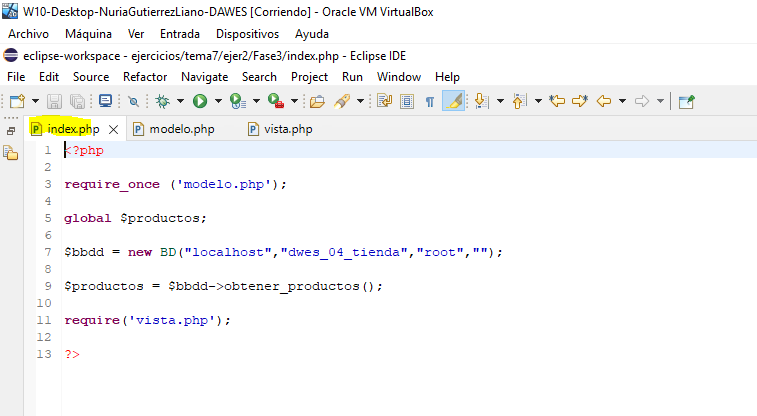 W10-Desktop-NuriaGutierrezLiano-DAWES [Corriendo] - Oracle VM VirtualBox
Archivo Máquina Ver Entrada Dispositivos Ayuda
eclipse-workspace - ejercicios/tema7/ejer2/Fase3/index.php - Eclipse IDE
File Edit Source Refactor Navigate Search Project Run Window Help
index.php modelo.php vista.php
1 <?php
2
3 require_once ('modelo.php');
4
5 global $productos;
6
7 $bbdd = new BD("localhost","dwes_04_tienda","root","");
8
9 $productos = $bbdd->obtener_productos();
10
11 require('vista.php');
12
13 ?>